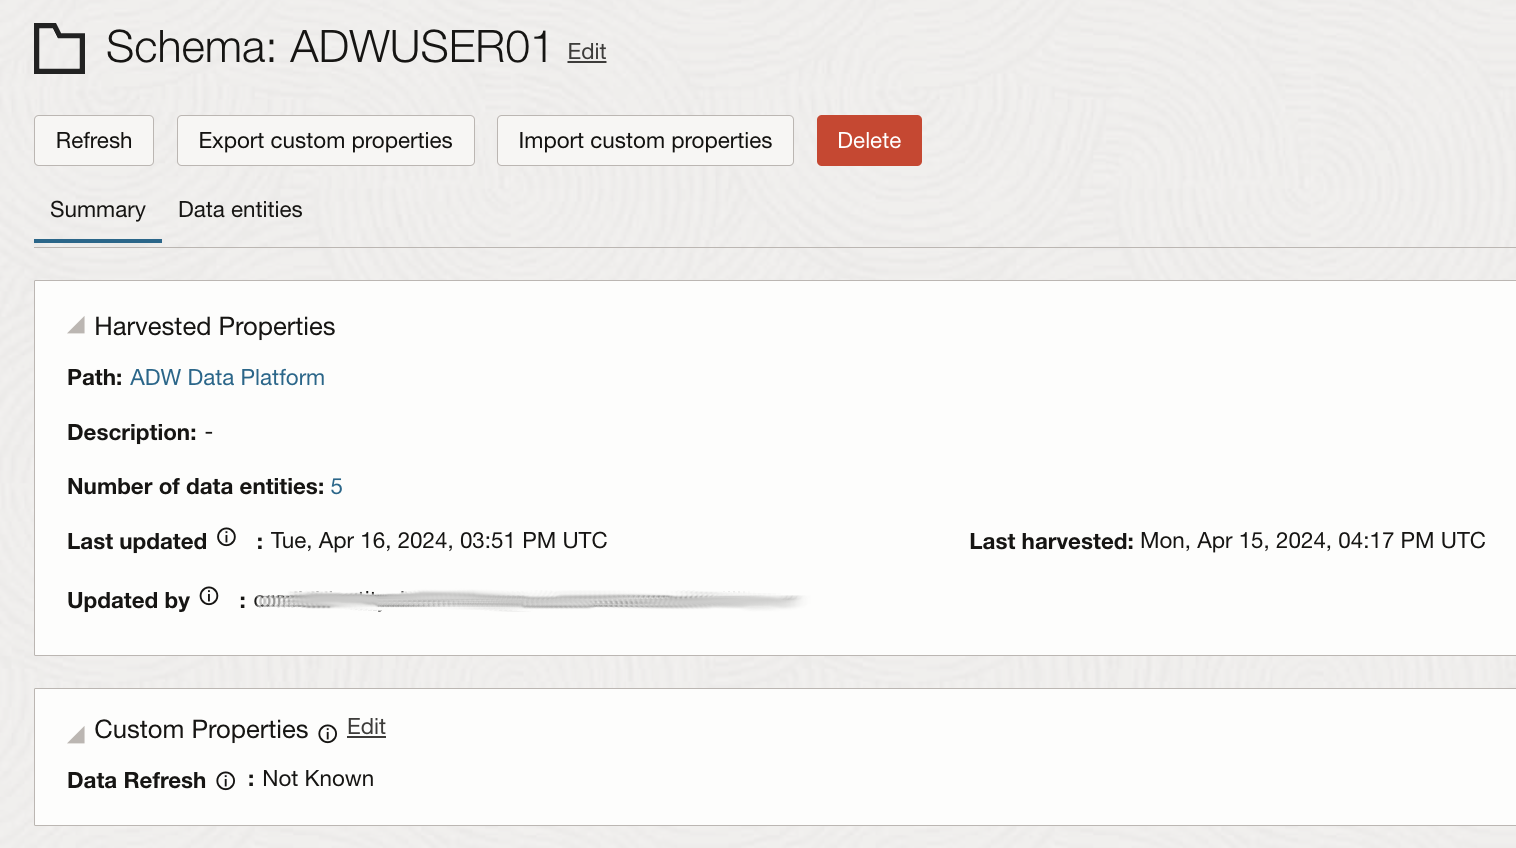 Schema: ADWUSER01 Edit
Refresh Export custom properties Import custom properties Delete
Summary Data entities
Harvested Properties
Path: ADW Data Platform
Description: -
Number of data entities: 5
Last updated : Tue, Apr 16, 2024, 03:51 PM UTC Last harvested: Mon, Apr 15, 2024, 04:17 PM UTC
Updated by :
Custom Properties Edit
Data Refresh : Not Known